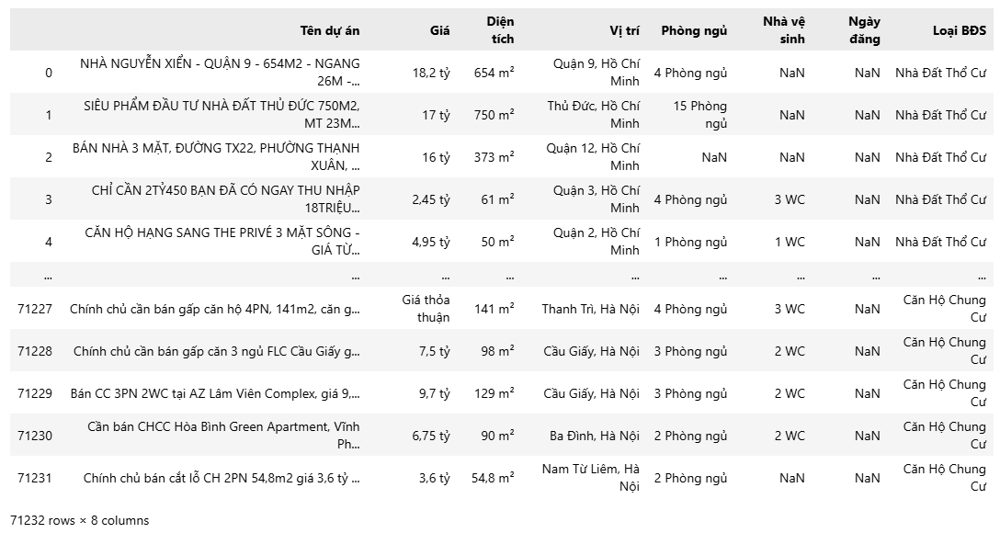 Tên dự án Giá Diện tích Vị trí Phòng ngủ Nhà vệ sinh Ngày đăng Loại BĐS
0 NHÀ NGUYỄN XIỂN - QUẬN 9 - 654M2 - NGANG 26M -... 18,2 tỷ 654 m² Quận 9, Hồ Chí Minh 4 Phòng ngủ NaN NaN Nhà Đất Thổ Cư
1 SIÊU PHẨM ĐẦU TƯ NHÀ ĐẤT THỦ ĐỨC 750M2, MT 23M... 17 tỷ 750 m² Thủ Đức, Hồ Chí Minh 15 Phòng ngủ NaN NaN Nhà Đất Thổ Cư
2 BÁN NHÀ 3 MẶT, ĐƯỜNG TX22, PHƯỜNG THẠNH XUÂN, ... 16 tỷ 373 m² Quận 12, Hồ Chí Minh NaN NaN NaN Nhà Đất Thổ Cư
3 CHỈ CẦN 2TỶ450 BẠN ĐÃ CÓ NGAY THU NHẬP 18TRIỆU... 2,45 tỷ 61 m² Quận 3, Hồ Chí Minh 4 Phòng ngủ 3 WC NaN Nhà Đất Thổ Cư
4 CĂN HỘ HẠNG SANG THE PRIVÉ 3 MẶT SÔNG - GIÁ TỪ... 4,95 tỷ 50 m² Quận 2, Hồ Chí Minh 1 Phòng ngủ 1 WC NaN Nhà Đất Thổ Cư
... ... ... ... ... ... ... ... ...
71227 Chính chủ cần bán gấp căn hộ 4PN, 141m2, căn g... Giá thỏa thuận 141 m² Thanh Trì, Hà Nội 4 Phòng ngủ 3 WC NaN Căn Hộ Chung Cư
71228 Chính chủ cần bán gấp căn 3 ngủ FLC Cầu Giấy g... 7,5 tỷ 98 m² Cầu Giấy, Hà Nội 3 Phòng ngủ 2 WC NaN Căn Hộ Chung Cư
71229 Bán CC 3PN 2WC tại AZ Lâm Viên Complex, giá 9,... 9,7 tỷ 129 m² Cầu Giấy, Hà Nội 3 Phòng ngủ 2 WC NaN Căn Hộ Chung Cư
71230 Cần bán CHCC Hòa Bình Green Apartment, Vĩnh Ph... 6,75 tỷ 90 m² Ba Đình, Hà Nội 2 Phòng ngủ 2 WC NaN Căn Hộ Chung Cư
71231 Chính chủ bán cắt lỗ CH 2PN 54,8m2 giá 3,6 tỷ ... 3,6 tỷ 54,8 m² Nam Từ Liêm, Hà Nội 2 Phòng ngủ NaN NaN Căn Hộ Chung Cư
71232 rows × 8 columns